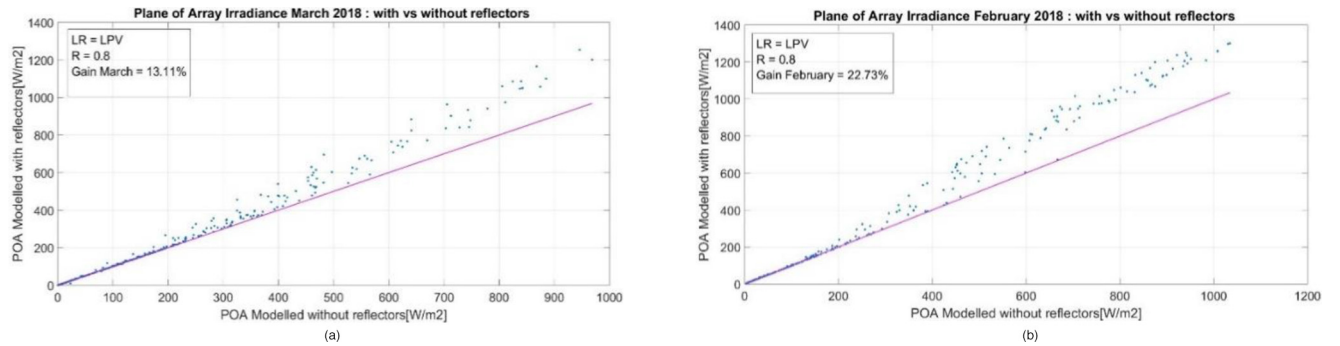 Plane of Array Irradiance March 2018 : with vs without reflectors
LR = LPV
R = 0.8
Gain March = 13.11%
POA Modelled with reflectors[W/m2]
1400
1200
1000
800
600
400
200
0
0 100 200 300 400 500 600 700 800 900 1000
POA Modelled without reflectors[W/m2]
(a)
Plane of Array Irradiance February 2018 : with vs without reflectors
LR = LPV
R = 0.8
Gain February = 22.73%
POA Modelled with reflectors[W/m2]
1400
1200
1000
800
600
400
200
0
0 200 400 600 800 1000 1200
POA Modelled without reflectors[W/m2]
(b)